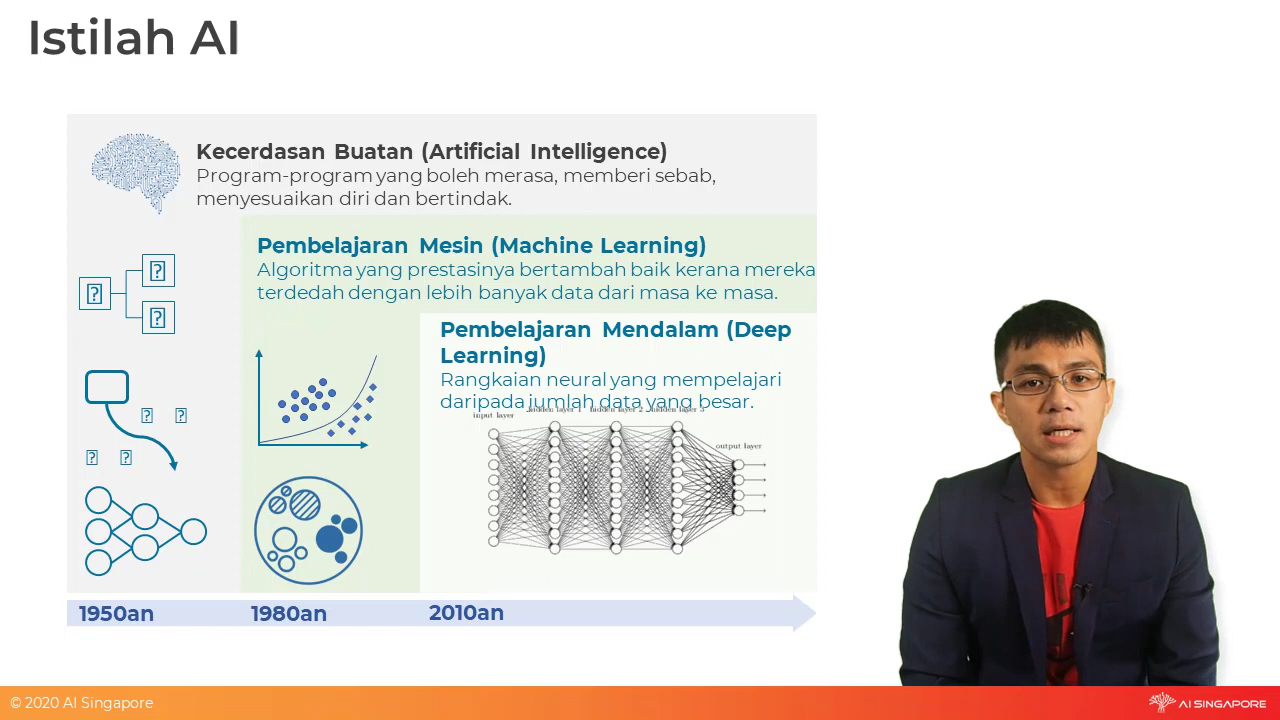 Istilah AI
Kecerdasan Buatan (Artificial Intelligence)
Program-program yang boleh merasa, memberi sebab,
menyesuaikan diri dan bertindak.
Pembelajaran Mesin (Machine Learning)
Algoritma yang prestasinya bertambah baik kerana mereka
terdedah dengan lebih banyak data dari masa ke masa.
Pembelajaran Mendalam (Deep
Learning)
Rangkaian neural yang mempelajari
daripada jumlah data yang besar.
input layer
hidden layer 1 hidden layer 2 hidden layer 3
output layer
1950an
1980an
2010an
© 2020 AI Singapore
AI SINGAPORE